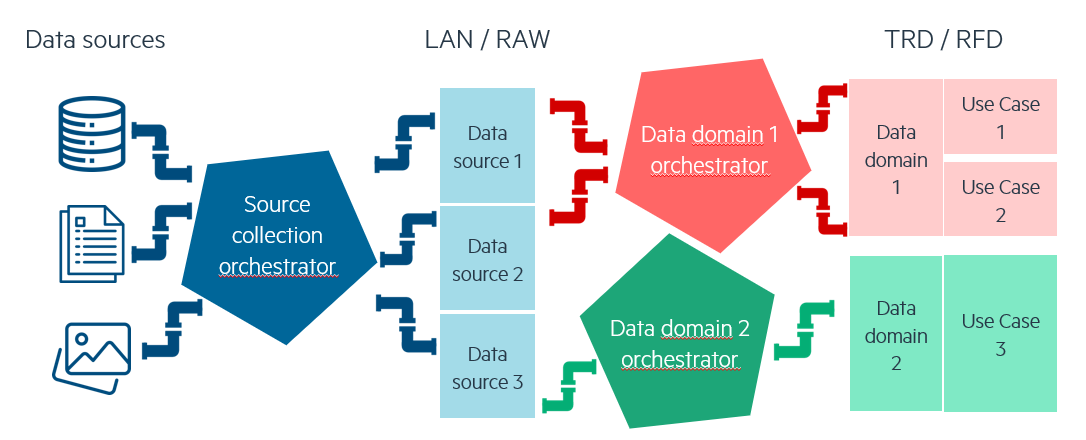 Data sources
LAN / RAW
TRD / RFD
Source
collection
orchestrator
Data
source 1
Data
source 2
Data
source 3
Data domain 1
orchestrator
Data domain 2
orchestrator
Data
domain
1
Use Case
1
Use Case
2
Data
domain
2
Use Case
3